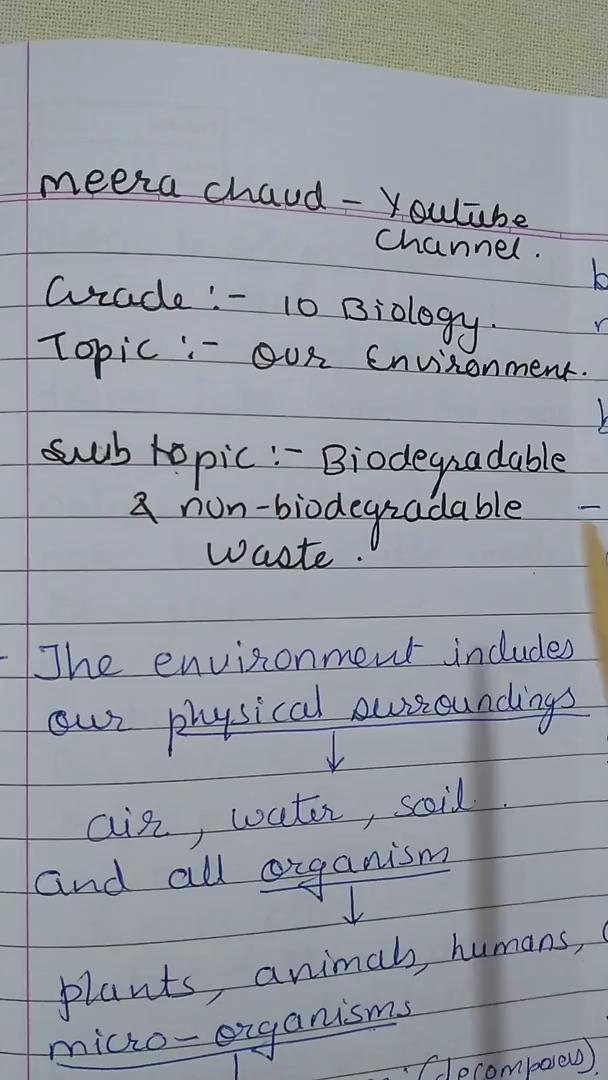 meera chaud - Youtube
channel.
Grade :- 10 Biology.
Topic :- Our Environment.
Sub topic :- Biodegradable
& non-biodegradable
waste.
The environment includes
our physical surroundings
↓
air, water, soil.
and all organism
↓
plants, animals, humans,
micro-organisms
(decomposers).